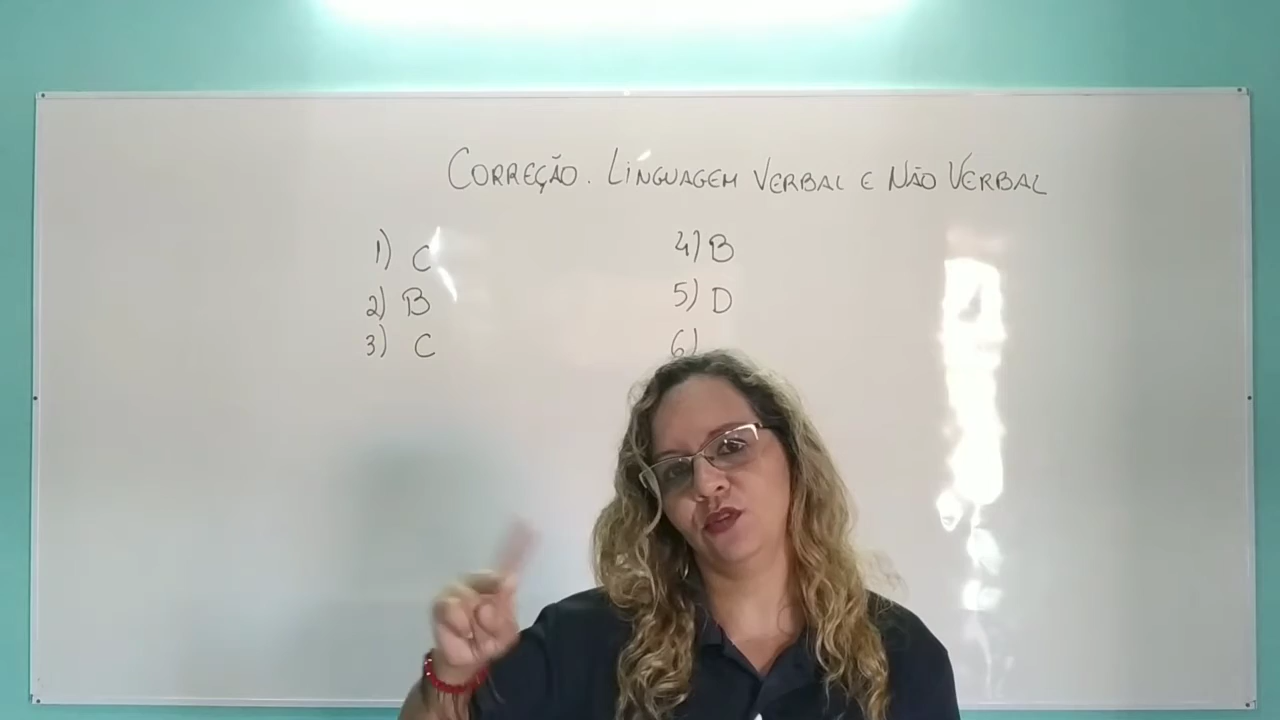 CORREÇÃO. LINGUAGEM VERBAL E NÃO VERBAL
1) C
2) B
3) C
4) B
5) D
6)